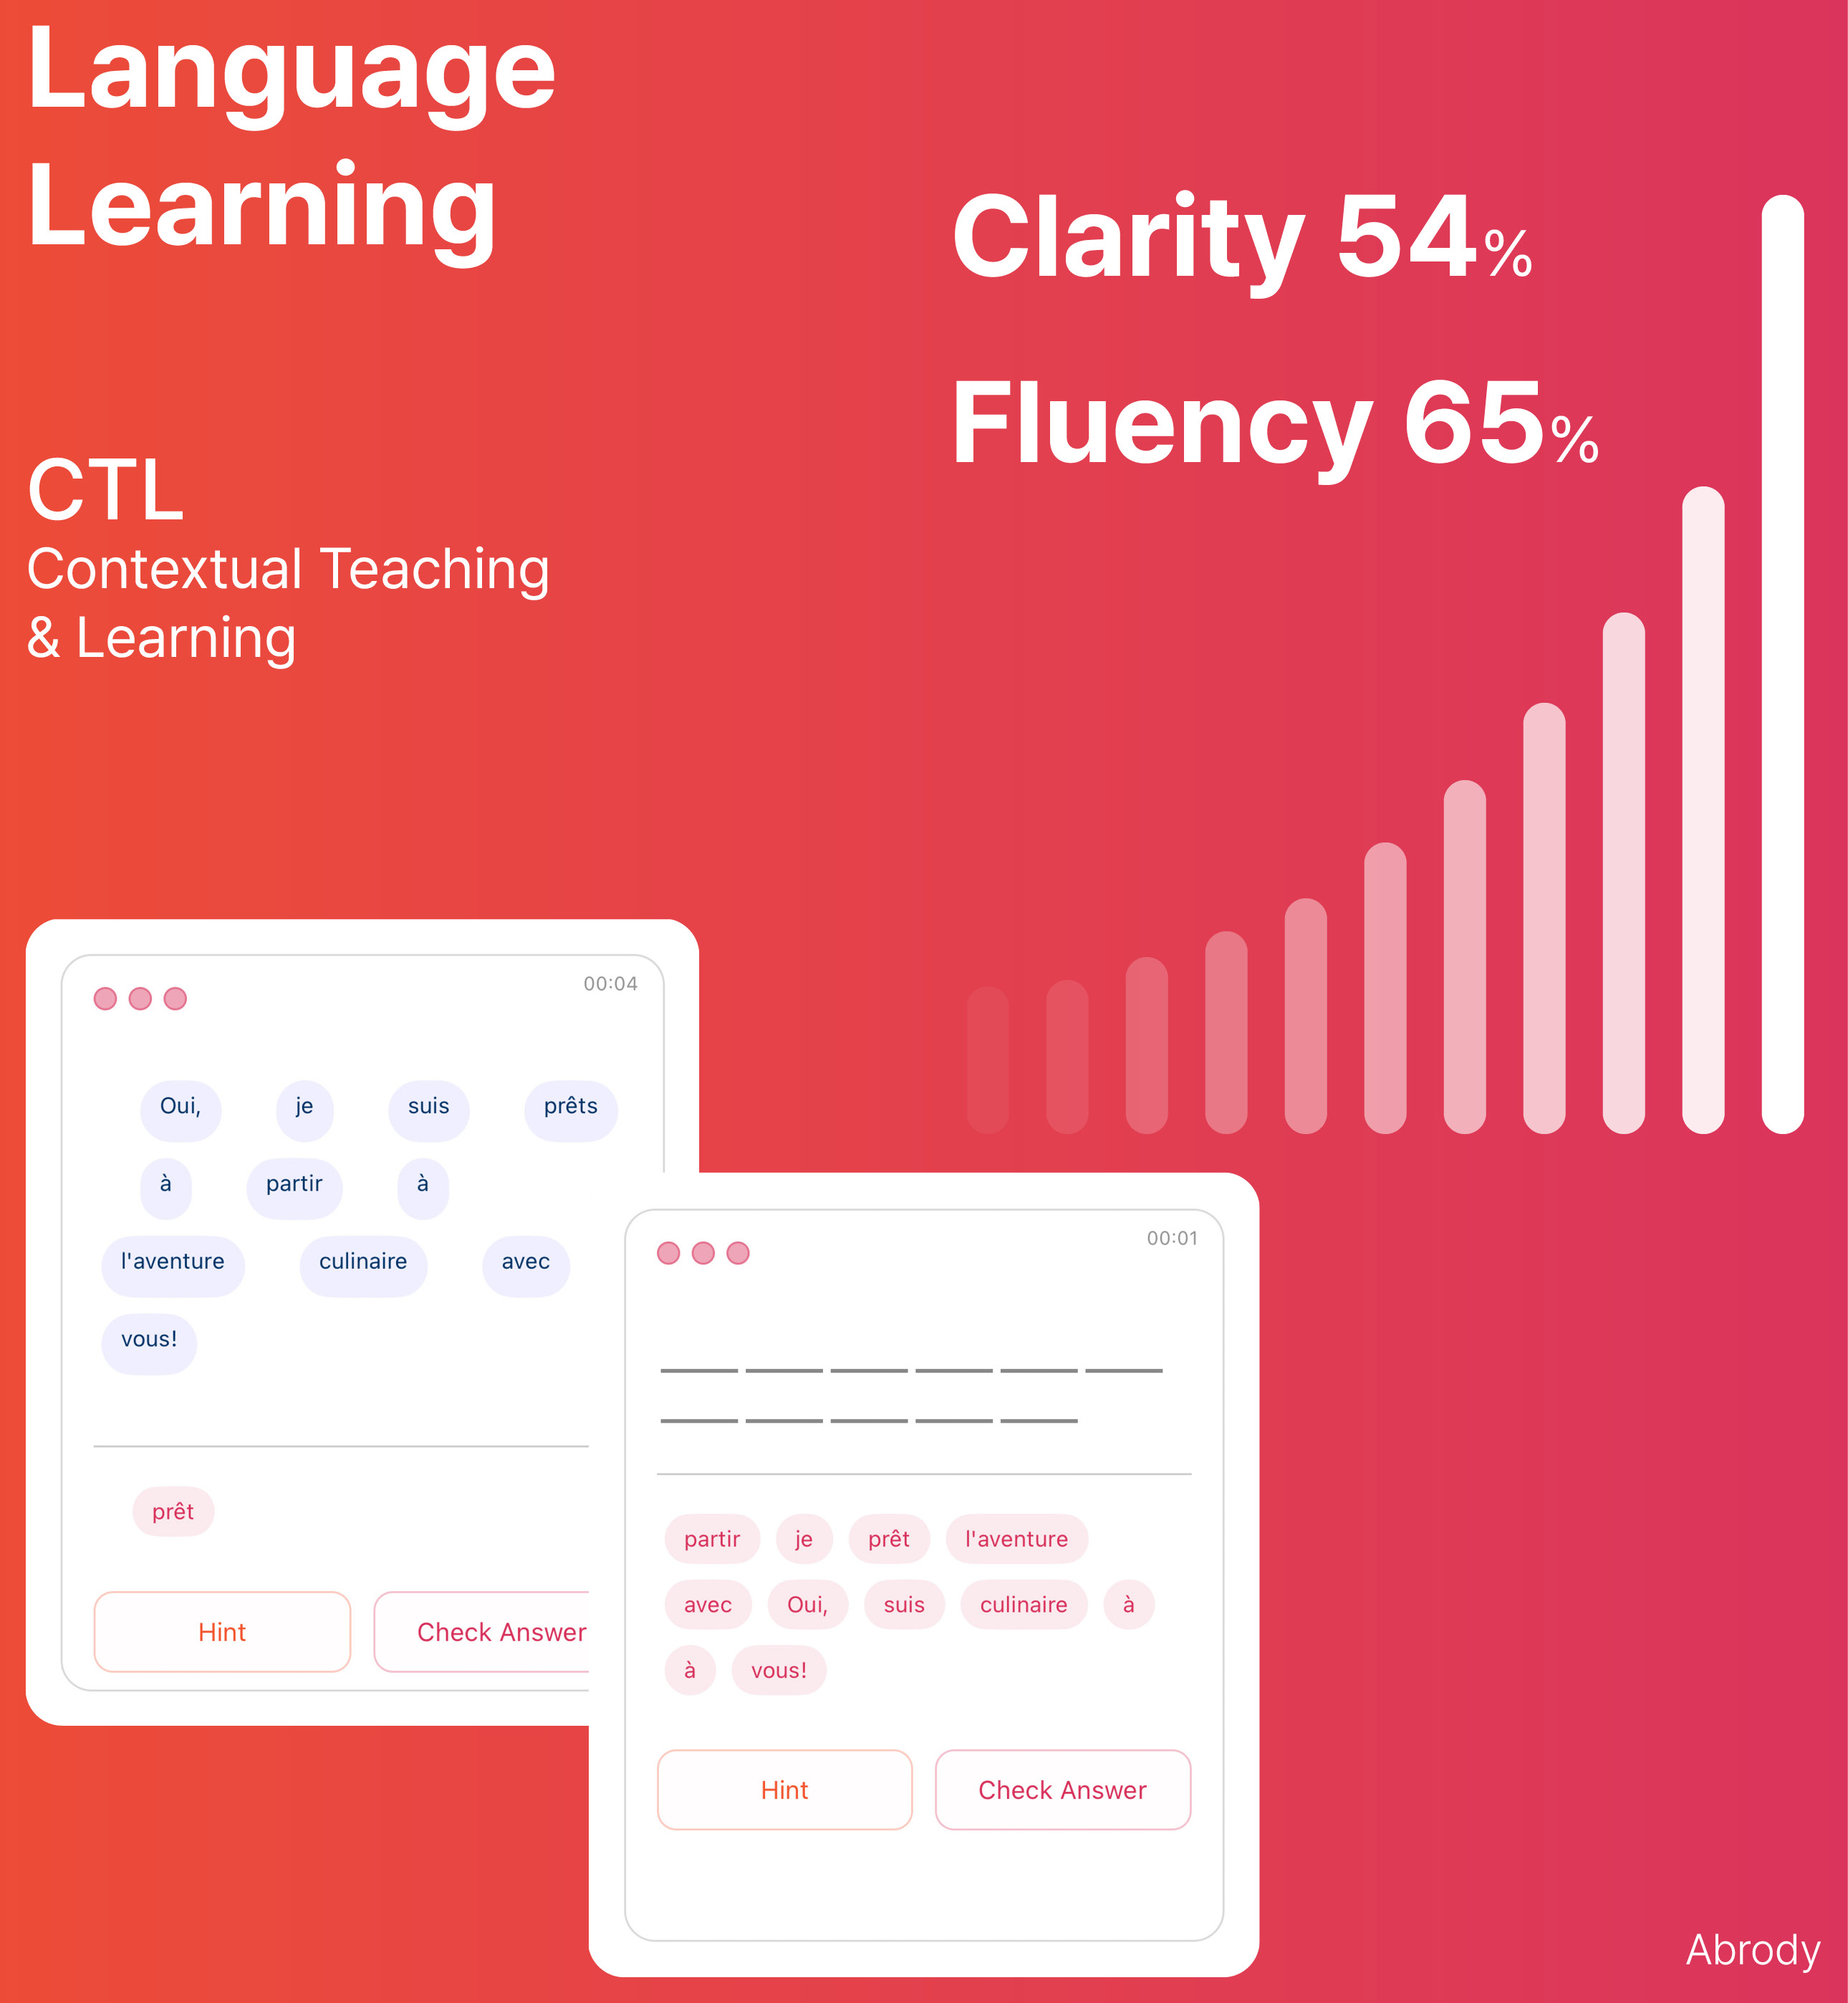 Language
Learning
Clarity 54%
Fluency 65%
CTL
Contextual Teaching
& Learning
00:04
Oui, je suis prêts
à partir à
l'aventure culinaire avec
vous!
prêt
Hint Check Answer
00:01
partir je prêt l'aventure
avec Oui, suis culinaire à
à vous!
Hint Check Answer
Abrody